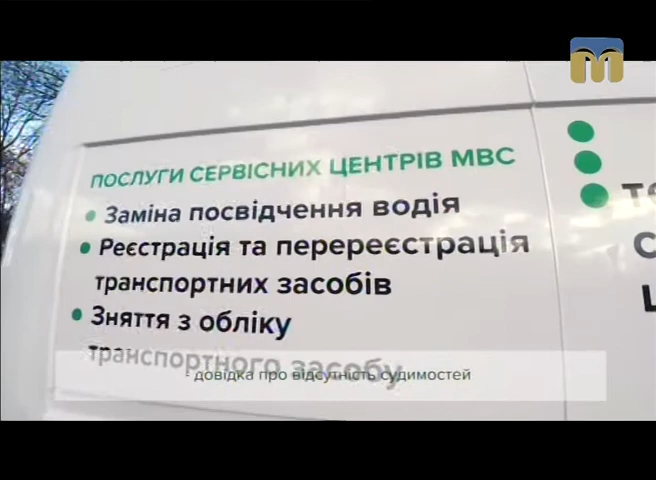 ПОСЛУГИ СЕРВІСНИХ ЦЕНТРІВ МВС
Заміна посвідчення водія
Реєстрація та перереєстрація
транспортних засобів
Зняття з обліку
транспортного засобу
- довідка про відсутність судимостей